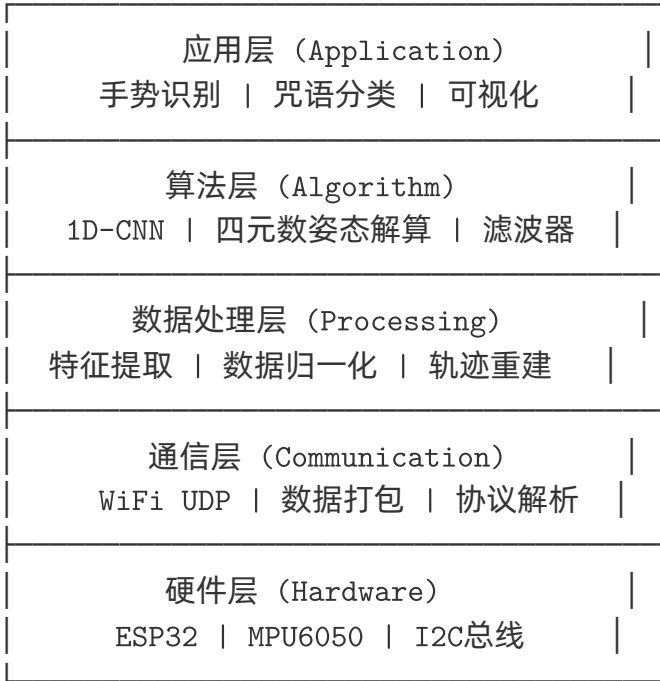 应用层 (Application)
手势识别 | 咒语分类 | 可视化
算法层 (Algorithm)
1D-CNN | 四元数姿态解算 | 滤波器
数据处理层 (Processing)
特征提取 | 数据归一化 | 轨迹重建
通信层 (Communication)
WiFi UDP | 数据打包 | 协议解析
硬件层 (Hardware)
ESP32 | MPU6050 | I2C总线